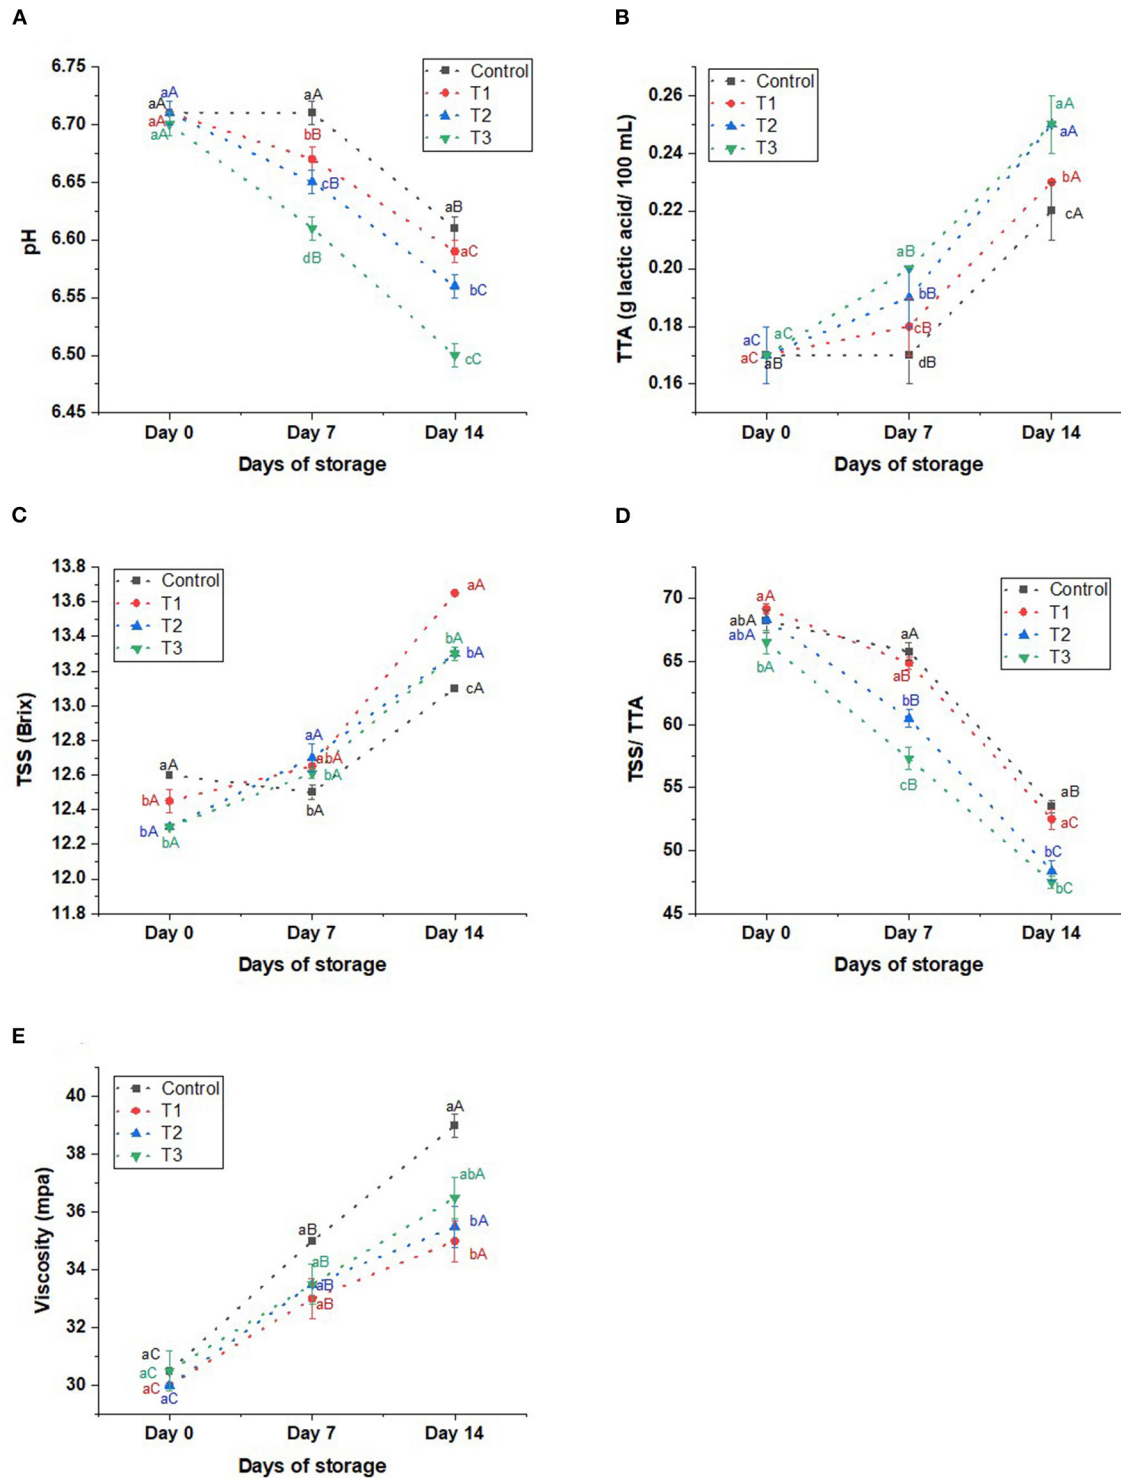 A
pH
6.75
6.70
6.65
6.60
6.55
6.50
6.45
Control
T1
T2
T3
aA
aA
aA
aA
aA
bB
cB
dB
aB
aC
bC
cC
Day 0 Day 7 Day 14
Days of storage
B
TTA (g lactic acid/ 100 mL)
0.26
0.24
0.22
0.20
0.18
0.16
Control
T1
T2
T3
aC
aC
aC
aB
aB
bB
cB
dB
aA
aA
bA
cA
Day 0 Day 7 Day 14
Days of storage
C
TSS (Brix)
13.8
13.6
13.4
13.2
13.0
12.8
12.6
12.4
12.2
12.0
11.8
Control
T1
T2
T3
aA
bA
bA
bA
aA
abA
bA
bA
aA
bA
bA
cA
Day 0 Day 7 Day 14
Days of storage
D
TSS/ TTA
70
65
60
55
50
45
Control
T1
T2
T3
aA
abA
abA
bA
aA
aB
bB
cB
aB
aC
bC
bC
Day 0 Day 7 Day 14
Days of storage
E
Viscosity (mpa)
40
38
36
34
32
30
Control
T1
T2
T3
aC
aC
aC
aC
aB
aB
aB
aB
aA
abA
bA
bA
Day 0 Day 7 Day 14
Days of storage